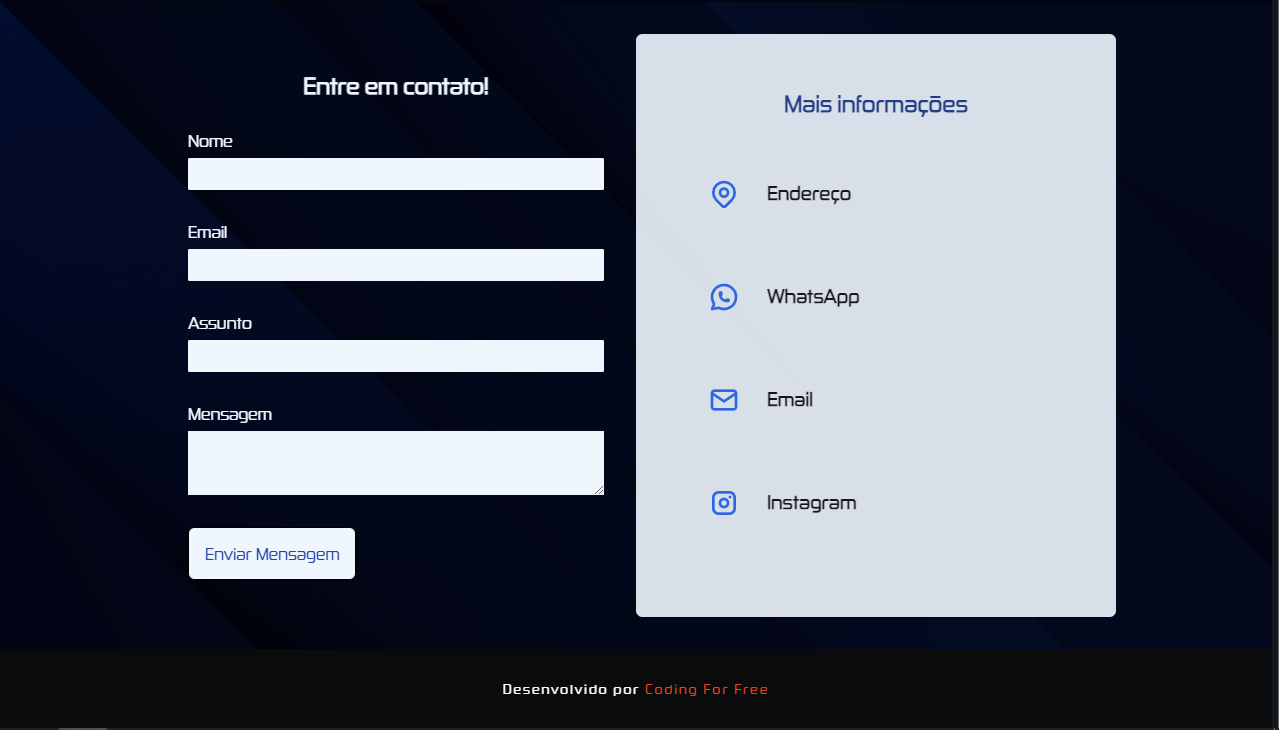 Entre em contato!
Nome
Email
Assunto
Mensagem
Enviar Mensagem
Mais informações
Endereço
WhatsApp
Email
Instagram
Desenvolvido por Coding For Free